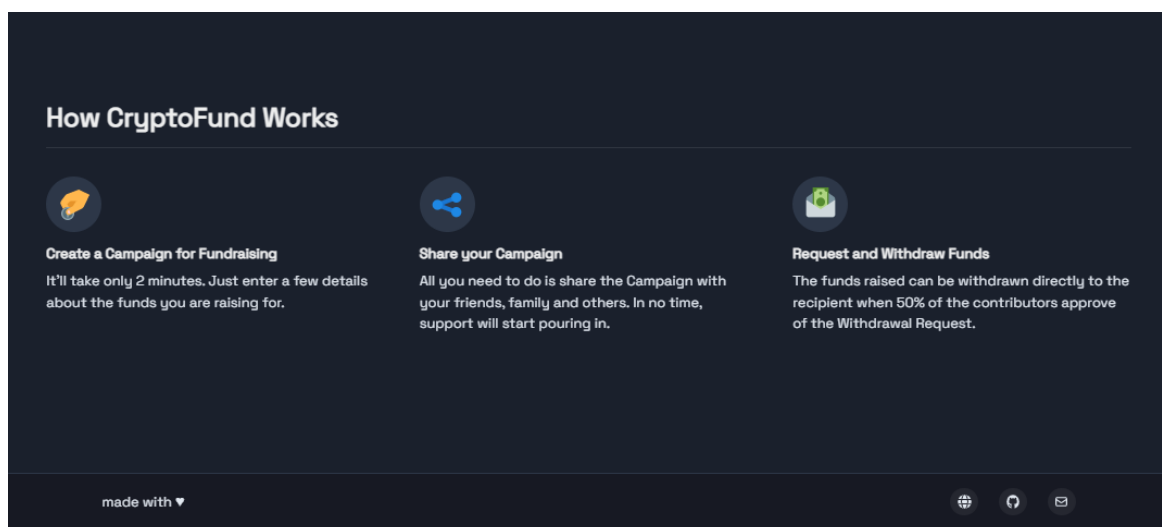 How CryptoFund Works
Create a Campaign for Fundraising
It'll take only 2 minutes. Just enter a few details
about the funds you are raising for.
Share your Campaign
All you need to do is share the Campaign with
your friends, family and others. In no time,
support will start pouring in.
Request and Withdraw Funds
The funds raised can be withdrawn directly to the
recipient when 50% of the contributors approve
of the Withdrawal Request.
made with ♥